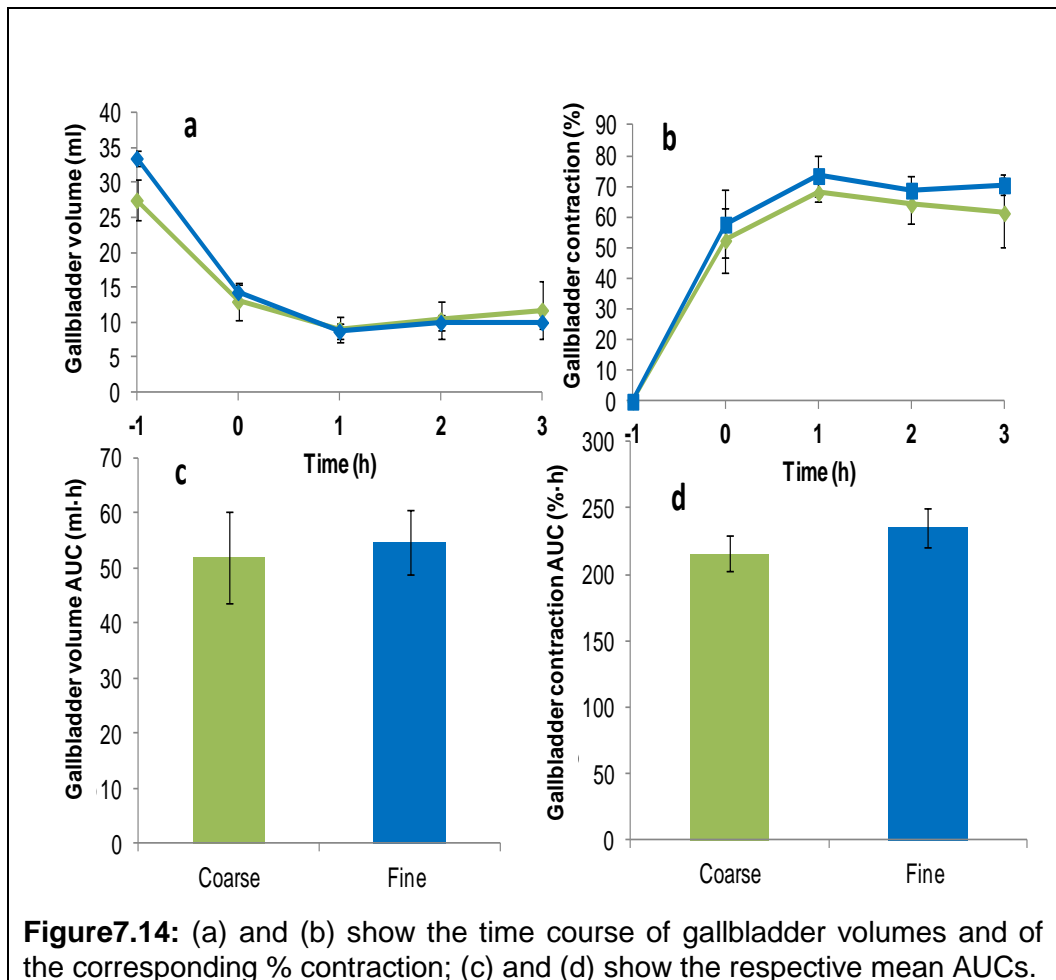 a
Gallbladder volume (ml)
40
35
30
25
20
15
10
5
0
-1 0 1 2 3
Time (h)
b
Gallbladder contraction (%)
90
80
70
60
50
40
30
20
10
0
-1 0 1 2 3
Time (h)
c
Gallbladder volume AUC (ml·h)
70
60
50
40
30
20
10
0
Coarse Fine
d
Gallbladder contraction AUC (%·h)
300
250
200
150
100
50
0
Coarse Fine
Figure7.14: (a) and (b) show the time course of gallbladder volumes and of
the corresponding % contraction; (c) and (d) show the respective mean AUCs.